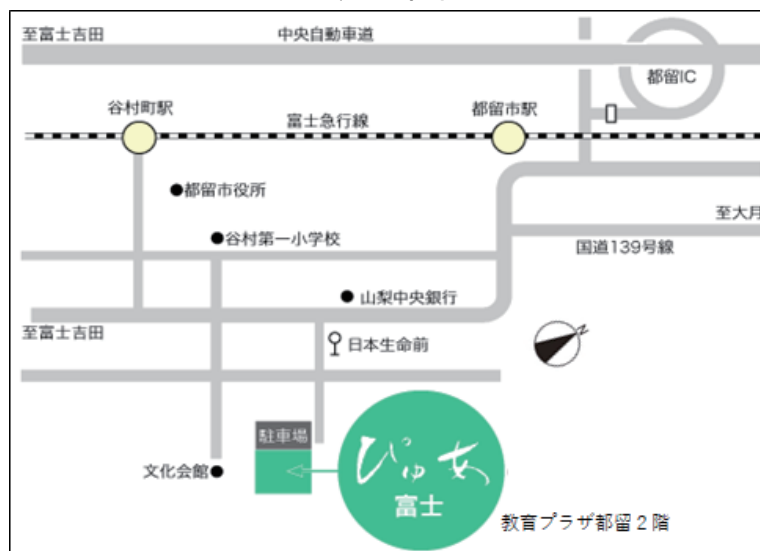 至富士吉田
中央自動車道
都留IC
谷村町駅
富士急行線
都留市駅
都留市役所
至大月
谷村第一小学校
国道139号線
山梨中央銀行
至富士吉田
日本生命前
Z
駐車場
ぴゅあ
富士
文化会館
教育プラザ都留2階